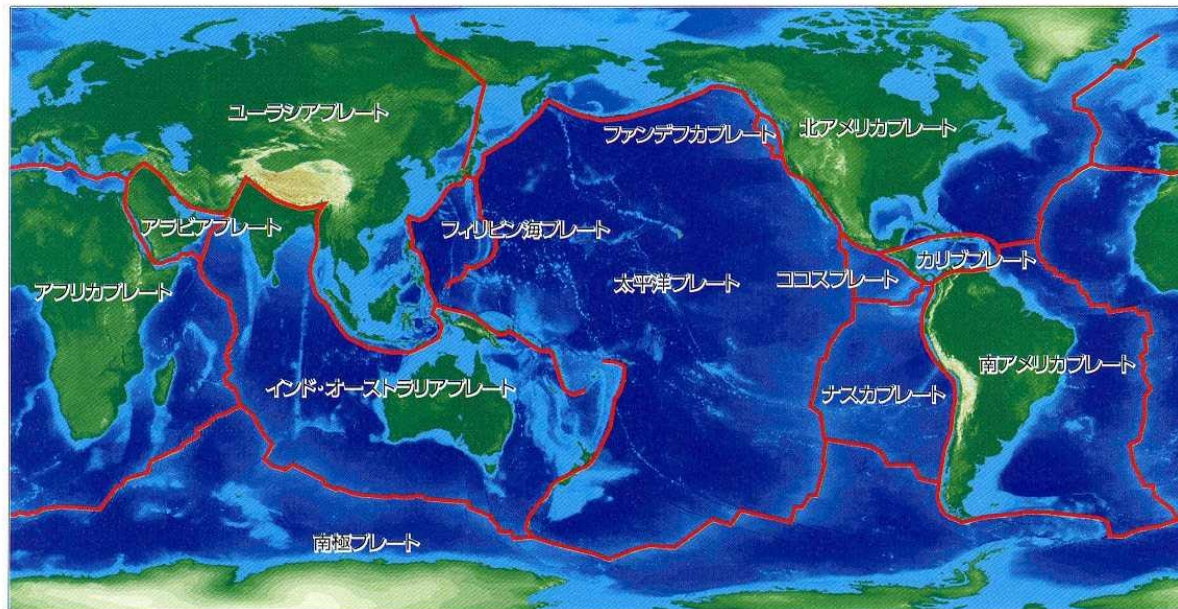 ユーラシアプレート
ファンデフカプレート
北アメリカプレート
アラビアプレート
フィリピン海プレート
カリブプレート
アフリカプレート
太平洋プレート
ココスプレート
インド・オーストラリアプレート
ナスカプレート
南アメリカプレート
南極プレート